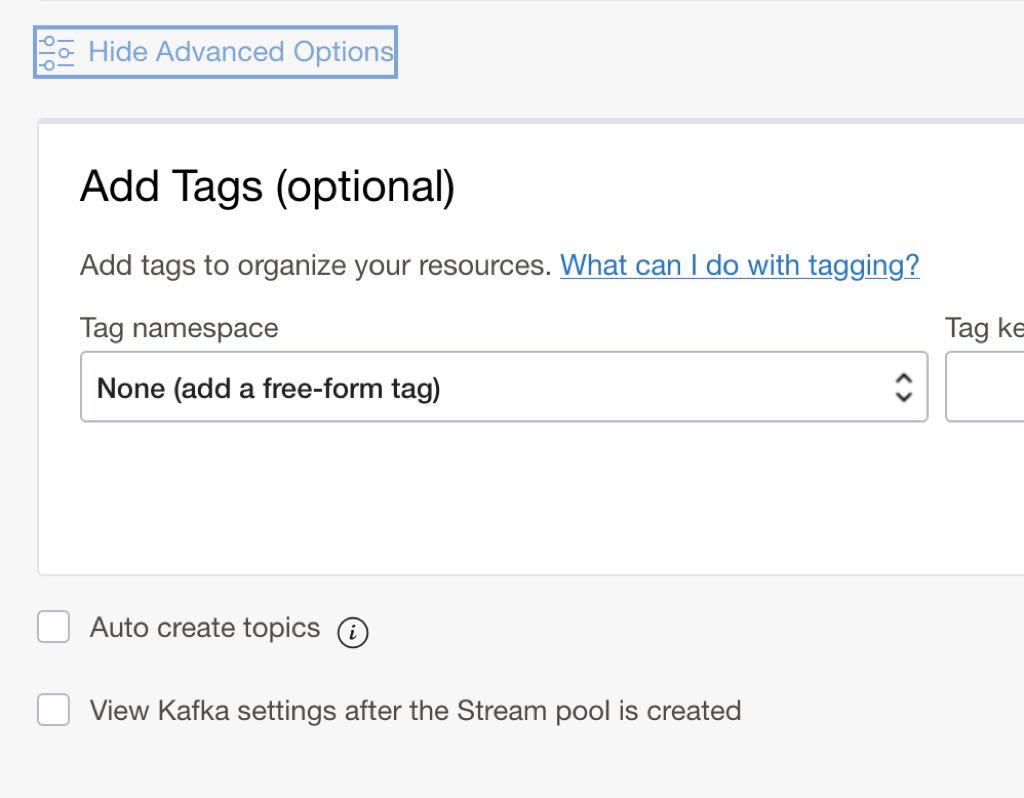 Hide Advanced Options
Add Tags (optional)
Add tags to organize your resources. What can I do with tagging?
Tag namespace
Tag ke
None (add a free-form tag)
Auto create topics i
View Kafka settings after the Stream pool is created